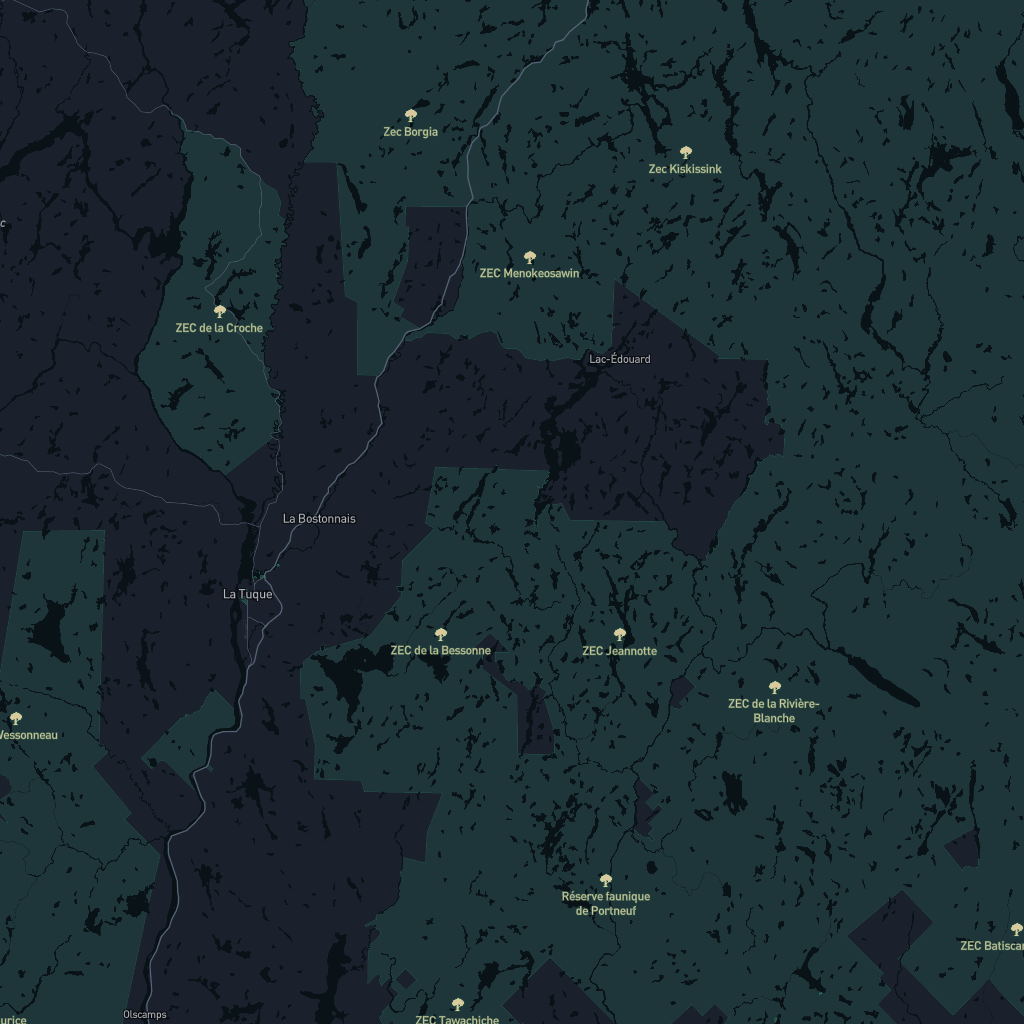 Zec Borgia
Zec Kiskissink
c
ZEC Menokeosawin
ZEC de la Croche
Lac-Édouard
La Bostonnais
La Tuque
ZEC de la Bessonne
ZEC Jeannotte
ZEC de la Rivière-
Blanche
Wessonneau
Réserve faunique
de Portneuf
ZEC Batiscan
Olscamps
ZEC Tawachiche
urice